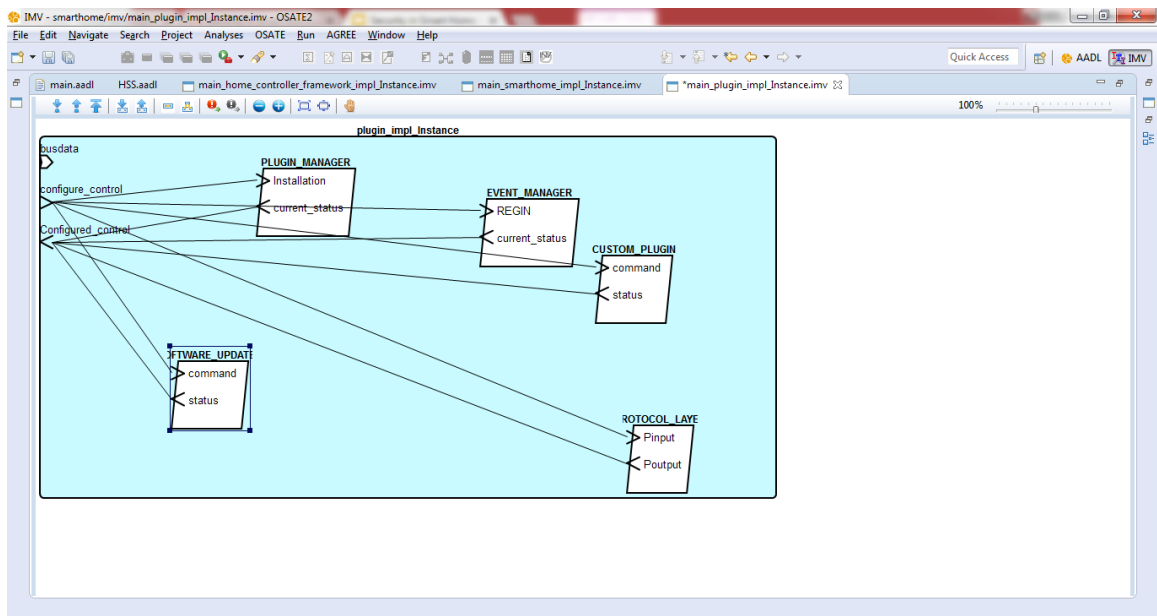 IMV - smarthome/imv/main_plugin_impl_Instance.imv - OSATE2
File Edit Navigate Search Project Analyses OSATE Run AGREE Window Help
Quick Access AADL IMV
main.aadl HSS.aadl main_home_controller_framework_impl_Instance.imv main_smarthome_impl_Instance.imv *main_plugin_impl_Instance.imv
100%
plugin_impl_Instance
busdata
PLUGIN_MANAGER
Installation
configure_control
EVENT_MANAGER
current_status
REGIN
Configured_control
current_status
CUSTOM_PLUGIN
command
status
OFTWARE_UPDATE
command
status
ROTOCOL_LAYE
Pinput
Poutput